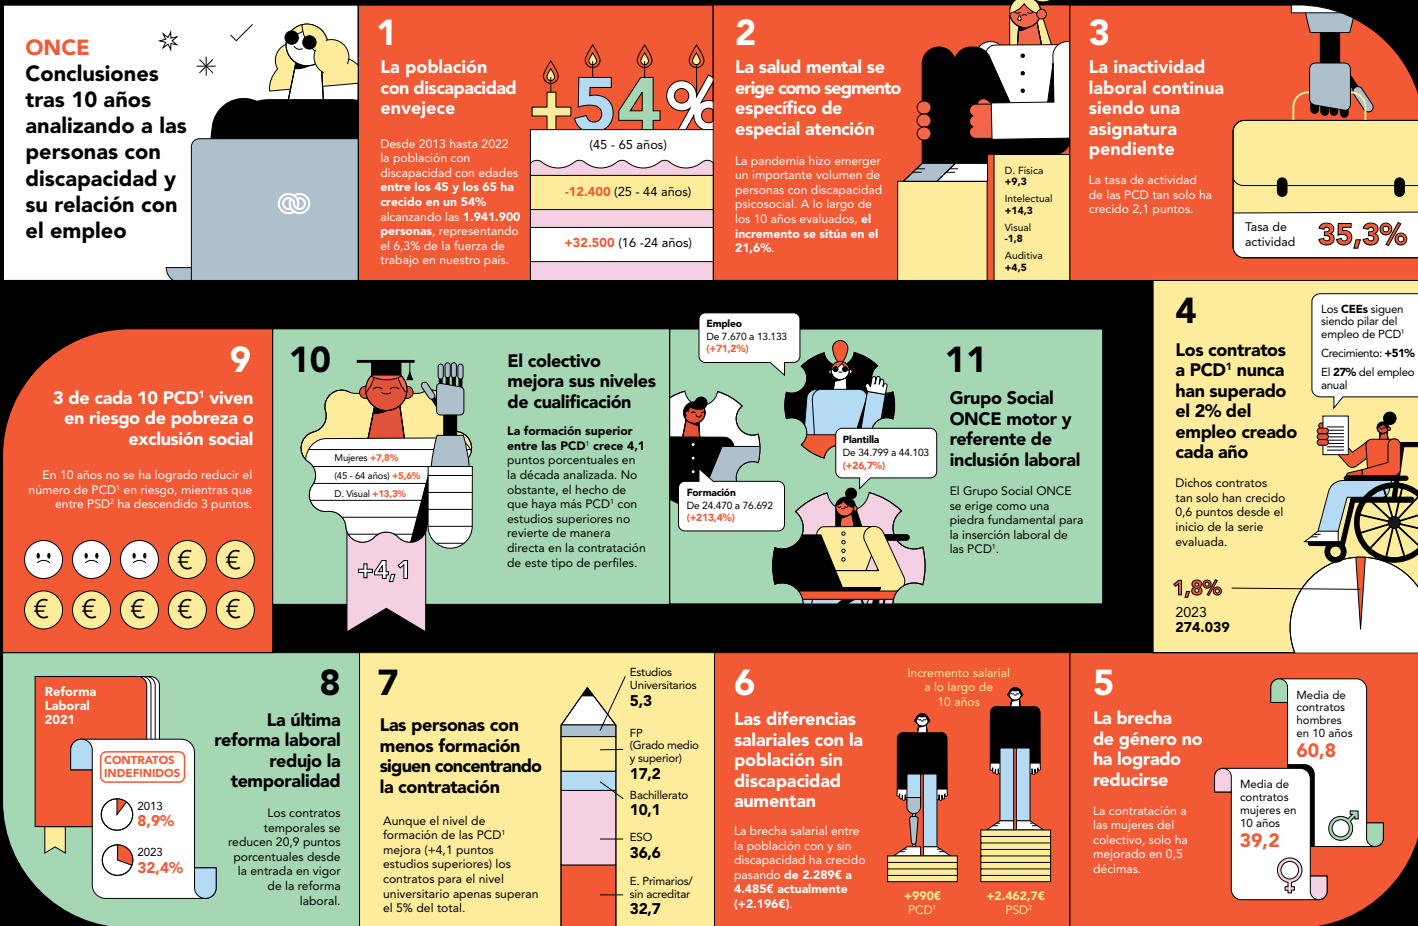 ONCE
Conclusiones
tras 10 años
analizando a las
personas con
discapacidad y
su relación con
el empleo
1
La población
con discapacidad
envejece
Desde 2013 hasta 2022
la población con
discapacidad con edades
entre los 45 y los 65 ha
crecido en un 54%
alcanzando las 1.941.900
personas, representando
el 6,3% de la fuerza de
trabajo en nuestro país.
+54%
(45 - 65 años)
-12.400 (25 - 44 años)
+32.500 (16 -24 años)
2
La salud mental se
erige como segmento
específico de
especial atención
La pandemia hizo emerger
un importante volumen de
personas con discapacidad
psicosocial. A lo largo de
los 10 años evaluados, el
incremento se sitúa en el
21,6%.
D. Física
+9,3
Intelectual
+14,3
Visual
-1,8
Auditiva
+4,5
3
La inactividad
laboral continua
siendo una
asignatura
pendiente
La tasa de actividad
de las PCD tan solo ha
crecido 2,1 puntos.
Tasa de
actividad
35,3%
4
Los contratos
a PCD¹ nunca
han superado
el 2% del
empleo creado
cada año
Dichos contratos
tan solo han crecido
0,6 puntos desde el
inicio de la serie
evaluada.
1,8%
2023
274.039
Los CEEs siguen
siendo pilar del
empleo de PCD¹
Crecimiento: +51%
El 27% del empleo
anual
5
La brecha
de género no
ha logrado
reducirse
La contratación a
las mujeres del
colectivo, solo ha
mejorado en 0,5
décimas.
Media de
contratos
hombres
en 10 años
60,8
Media de
contratos
mujeres en
10 años
39,2
6
Las diferencias
salariales con la
población sin
discapacidad
aumentan
La brecha salarial entre
la población con y sin
discapacidad ha crecido
pasando de 2.289€ a
4.485€ actualmente
(+2.196€).
Incremento salarial
a lo largo de
10 años
+990€
PCD¹
+2.462,7€
PSD²
7
Las personas con
menos formación
siguen concentrando
la contratación
Aunque el nivel de
formación de las PCD¹
mejora (+4,1 puntos
estudios superiores) los
contratos para el nivel
universitario apenas superan
el 5% del total.
Estudios
Universitarios
5,3
FP
(Grado medio
y superior)
17,2
Bachillerato
10,1
ESO
36,6
E. Primarios/
sin acreditar
32,7
8
La última
reforma laboral
redujo la
temporalidad
Los contratos
temporales se
reducen 20,9 puntos
porcentuales desde
la entrada en vigor
de la reforma
laboral.
Reforma
Laboral
2021
CONTRATOS
INDEFINIDOS
2013
8,9%
2023
32,4%
9
3 de cada 10 PCD¹ viven
en riesgo de pobreza o
exclusión social
En 10 años no se ha logrado reducir el
número de PCD¹ en riesgo, mientras que
entre PSD² ha descendido 3 puntos.
€ €
€ € € € €
10
El colectivo
mejora sus niveles
de cualificación
La formación superior
entre las PCD¹ crece 4,1
puntos porcentuales en
la década analizada. No
obstante, el hecho de
que haya más PCD¹ con
estudios superiores no
revierte de manera
directa en la contratación
de este tipo de perfiles.
Mujeres +7,8%
(45 - 64 años) +5,6%
D. Visual +13,3%
+4,1
11
Grupo Social
ONCE motor y
referente de
inclusión laboral
El Grupo Social ONCE
se erige como una
piedra fundamental para
la inserción laboral de
las PCD¹.
Empleo
De 7.670 a 13.133
(+71,2%)
Plantilla
De 34.799 a 44.103
(+26,7%)
Formación
De 24.470 a 76.692
(+213,4%)